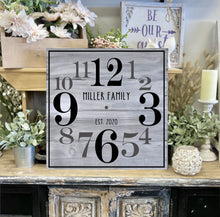 BE
OUR
11 12 1
10 2
MILLER FAMILY
9 3
EST. 2020
8 4
7 6 5